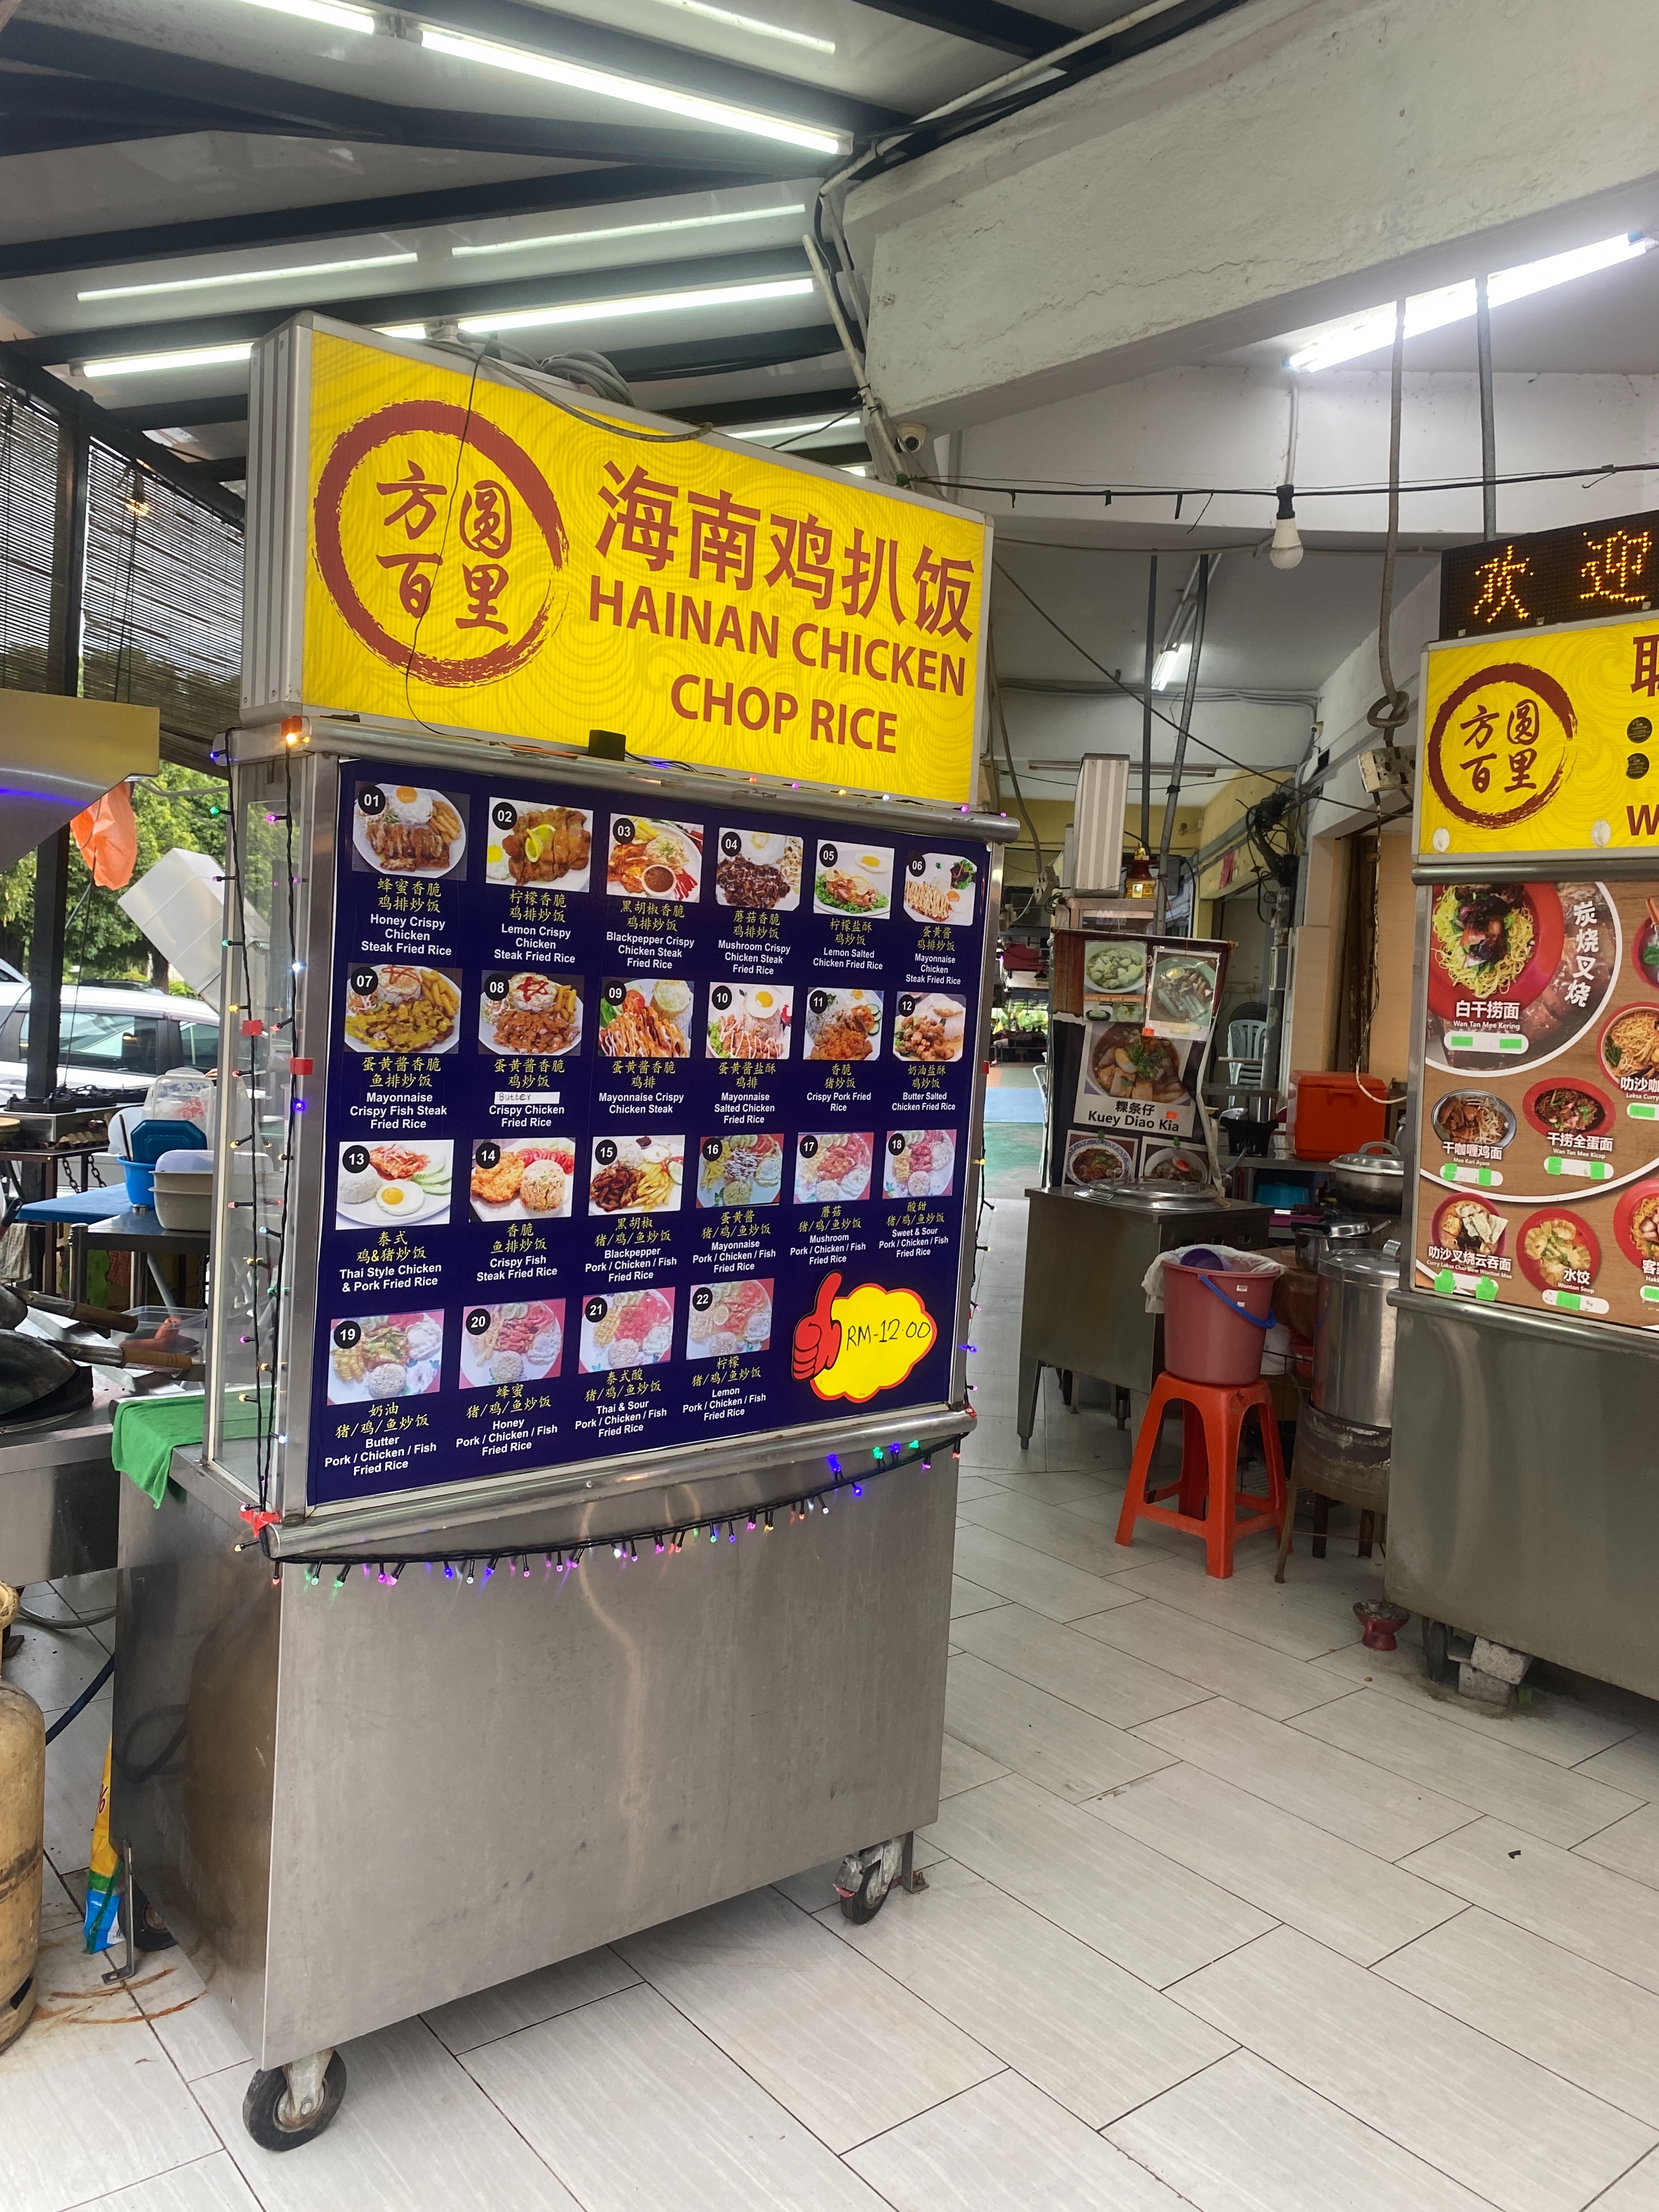 方圆
百里
海南鸡扒饭
HAINAN CHICKEN
CHOP RICE
01
蜂蜜香脆
鸡排炒饭
Honey Crispy
Chicken
Steak Fried Rice
02
柠檬香脆
鸡排炒饭
Lemon Crispy
Chicken
Steak Fried Rice
03
黑胡椒香脆
鸡排炒饭
Blackpepper Crispy
Chicken Steak
Fried Rice
04
蘑菇香脆
鸡排炒饭
Mushroom Crispy
Chicken Steak
Fried Rice
05
柠檬盐酥
鸡炒饭
Lemon Salted
Chicken Fried Rice
06
蛋黄酱
鸡排炒饭
Mayonnaise
Chicken
Steak Fried Rice
07
蛋黄酱香脆
鱼排炒饭
Mayonnaise
Crispy Fish Steak
Fried Rice
08
蛋黄酱香脆
鸡炒饭
Butter
Crispy Chicken
Fried Rice
09
蛋黄酱香脆
鸡排
Mayonnaise Crispy
Chicken Steak
10
蛋黄酱盐酥
鸡排
Mayonnaise
Salted Chicken
Fried Rice
11
香脆
猪炒饭
Crispy Pork Fried
Rice
12
奶油盐酥
鸡炒饭
Butter Salted
Chicken Fried Rice
13
泰式
鸡&猪炒饭
Thai Style Chicken
& Pork Fried Rice
14
香脆
鱼排炒饭
Crispy Fish
Steak Fried Rice
15
黑胡椒
猪/鸡/鱼炒饭
Blackpepper
Pork / Chicken / Fish
Fried Rice
16
蛋黄酱
猪/鸡/鱼炒饭
Mayonnaise
Pork / Chicken / Fish
Fried Rice
17
蘑菇
猪/鸡/鱼炒饭
Mushroom
Pork / Chicken / Fish
Fried Rice
18
酸甜
猪/鸡/鱼炒饭
Sweet & Sour
Pork / Chicken / Fish
Fried Rice
19
奶油
猪/鸡/鱼炒饭
Butter
Pork / Chicken / Fish
Fried Rice
20
蜂蜜
猪/鸡/鱼炒饭
Honey
Pork / Chicken / Fish
Fried Rice
21
泰式酸
猪/鸡/鱼炒饭
Thai & Sour
Pork / Chicken / Fish
Fried Rice
22
柠檬
猪/鸡/鱼炒饭
Lemon
Pork / Chicken / Fish
Fried Rice
RM-12.00
粿条仔
Kuey Diao Kia
欢迎
方圆
百里
W
炭烧叉烧
白干捞面
Wan Tan Mee Kering
干咖喱鸡面
Mee Kari Ayam
干捞全蛋面
Wan Tan Mee Kicap
叻沙叉烧云吞面
水饺
Wantan Soup